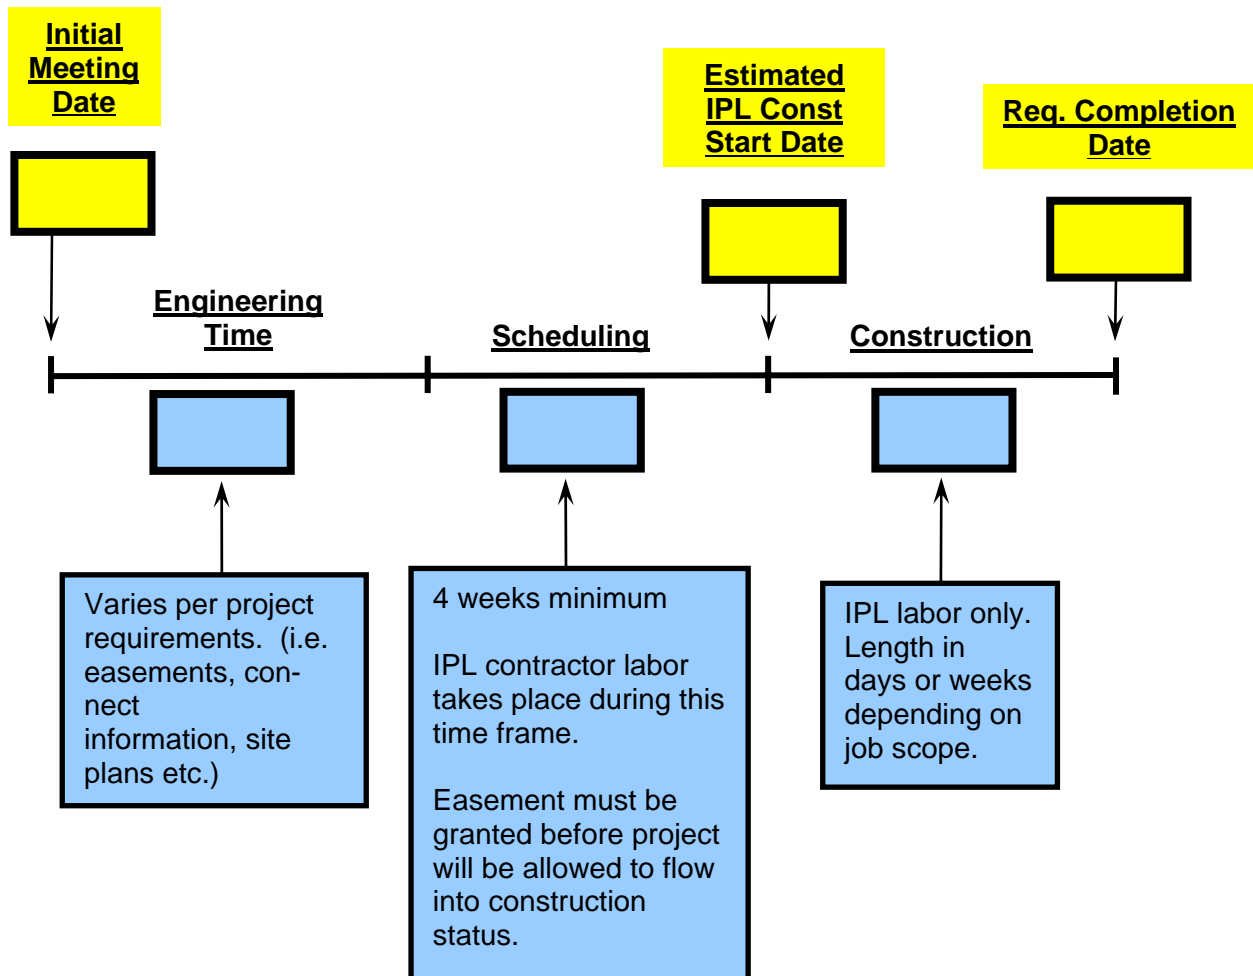 Initial
Meeting
Date
Estimated
IPL Const
Start Date
Req. Completion
Date
Engineering
Time
Scheduling
Construction
Varies per project
requirements.  (i.e.
easements, con-
nect
information, site
plans etc.)
4 weeks minimum
IPL contractor labor
takes place during this
time frame.
Easement must be
granted before project
will be allowed to flow
into construction
status.
IPL labor only.
Length in
days or weeks
depending on
job scope.